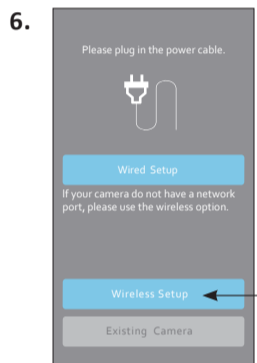 6.
Please plug in the power cable.
Wired Setup
If your camera do not have a network
port, please use the wireless option.
Wireless Setup
Existing Camera